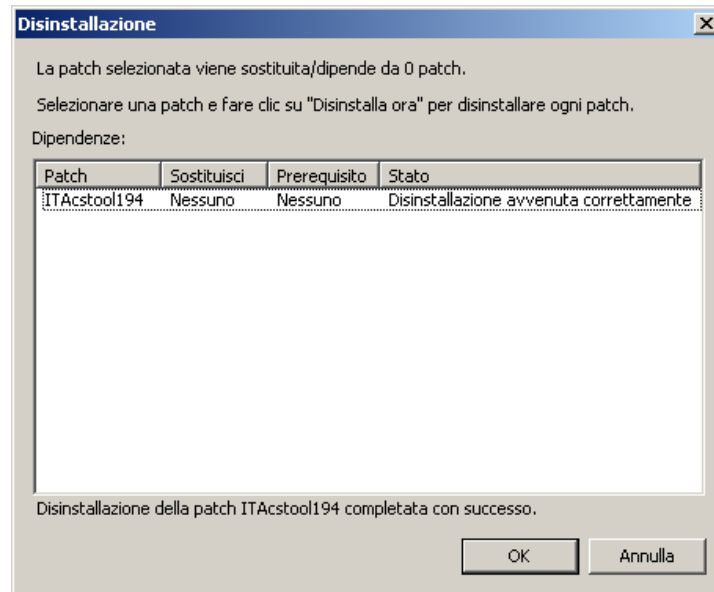 Disinstallazione
La patch selezionata viene sostituita/dipende da 0 patch.
Selezionare una patch e fare clic su "Disinstalla ora" per disinstallare ogni patch.
Dipendenze:
Patch Sostituisci Prerequisito Stato
ITAcstool194 Nessuno Nessuno Disinstallazione avvenuta correttamente
Disinstallazione della patch ITAcstool194 completata con successo.
OK Annulla